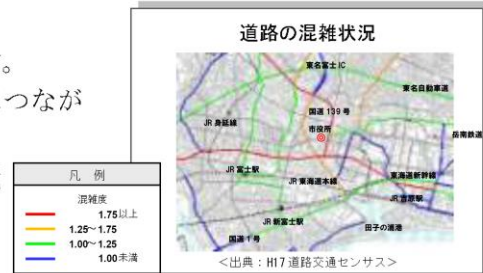 道路の混雑状況
。
つなが
東名富士IC
東名自動車道
国道139号
市役所
JR身延線
岳南鉄道
JR富士駅
JR東海道本線
東海道新幹線
JR吉原駅
JR新富士駅
田子の浦港
国道1号
<出典：H17道路交通センサス>
凡 例
混雑度
1.75以上
1.25~1.75
1.00~1.25
1.00未満